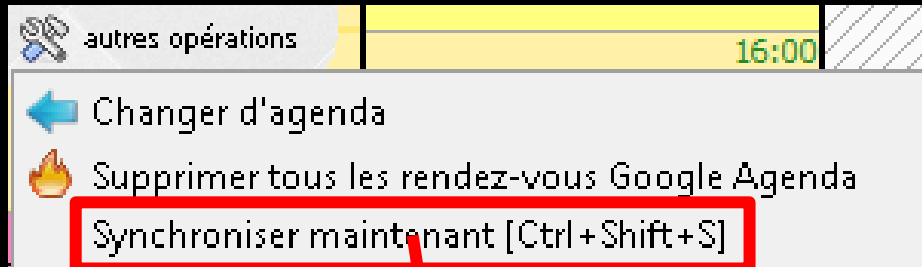 autres opérations
16:00
Changer d'agenda
Supprimer tous les rendez-vous Google Agenda
Synchroniser maintenant [Ctrl+Shift+S]